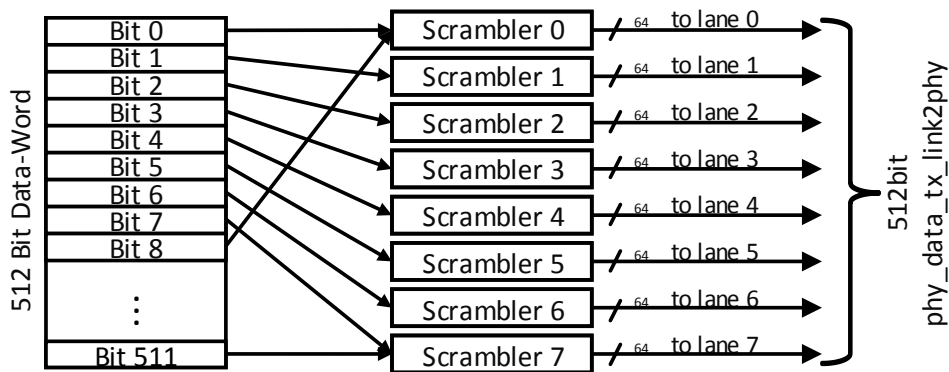 512 Bit Data-Word
Bit 0
Bit 1
Bit 2
Bit 3
Bit 4
Bit 5
Bit 6
Bit 7
Bit 8
⋮
Bit 511
Scrambler 0
Scrambler 1
Scrambler 2
Scrambler 3
Scrambler 4
Scrambler 5
Scrambler 6
Scrambler 7
64 to lane 0
64 to lane 1
64 to lane 2
64 to lane 3
64 to lane 4
64 to lane 5
64 to lane 6
64 to lane 7
512bit
phy_data_tx_link2phy